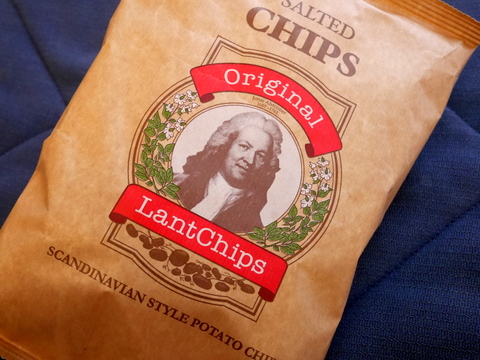 SALTED
CHIPS
Original
LantChips
SCANDINAVIAN STYLE POTATO CHI